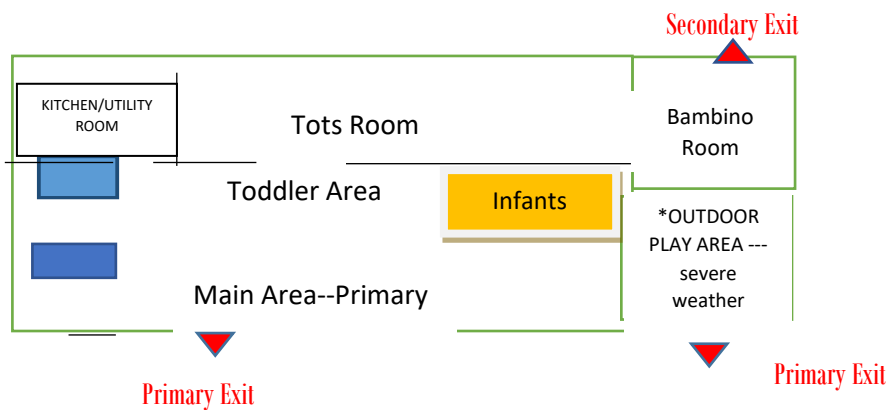 Secondary Exit
KITCHEN/UTILITY
ROOM
Tots Room
Bambino
Room
Toddler Area
Infants
*OUTDOOR
PLAY AREA ---
severe
weather
Main Area--Primary
Primary Exit
Primary Exit